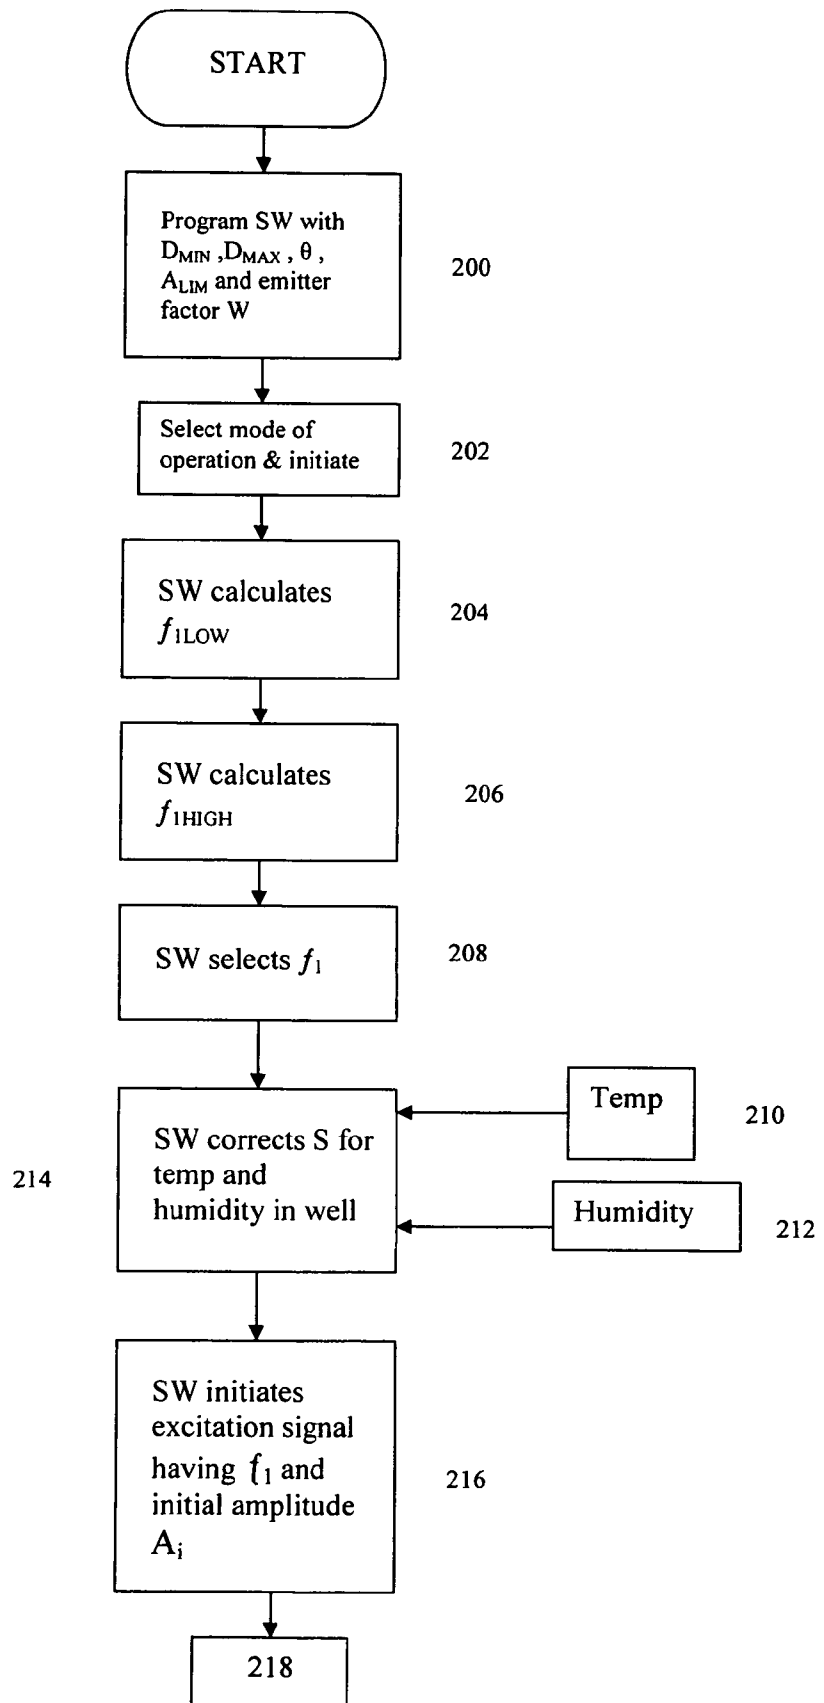 START
Program SW with
D_MIN ,D_MAX , θ ,
A_LIM and emitter
factor W
200
Select mode of
operation & initiate
202
SW calculates
f_1LOW
204
SW calculates
f_1HIGH
206
SW selects f_1
208
Temp
210
SW corrects S for
temp and
humidity in well
214
Humidity
212
SW initiates
excitation signal
having f_1 and
initial amplitude
A_i
216
218